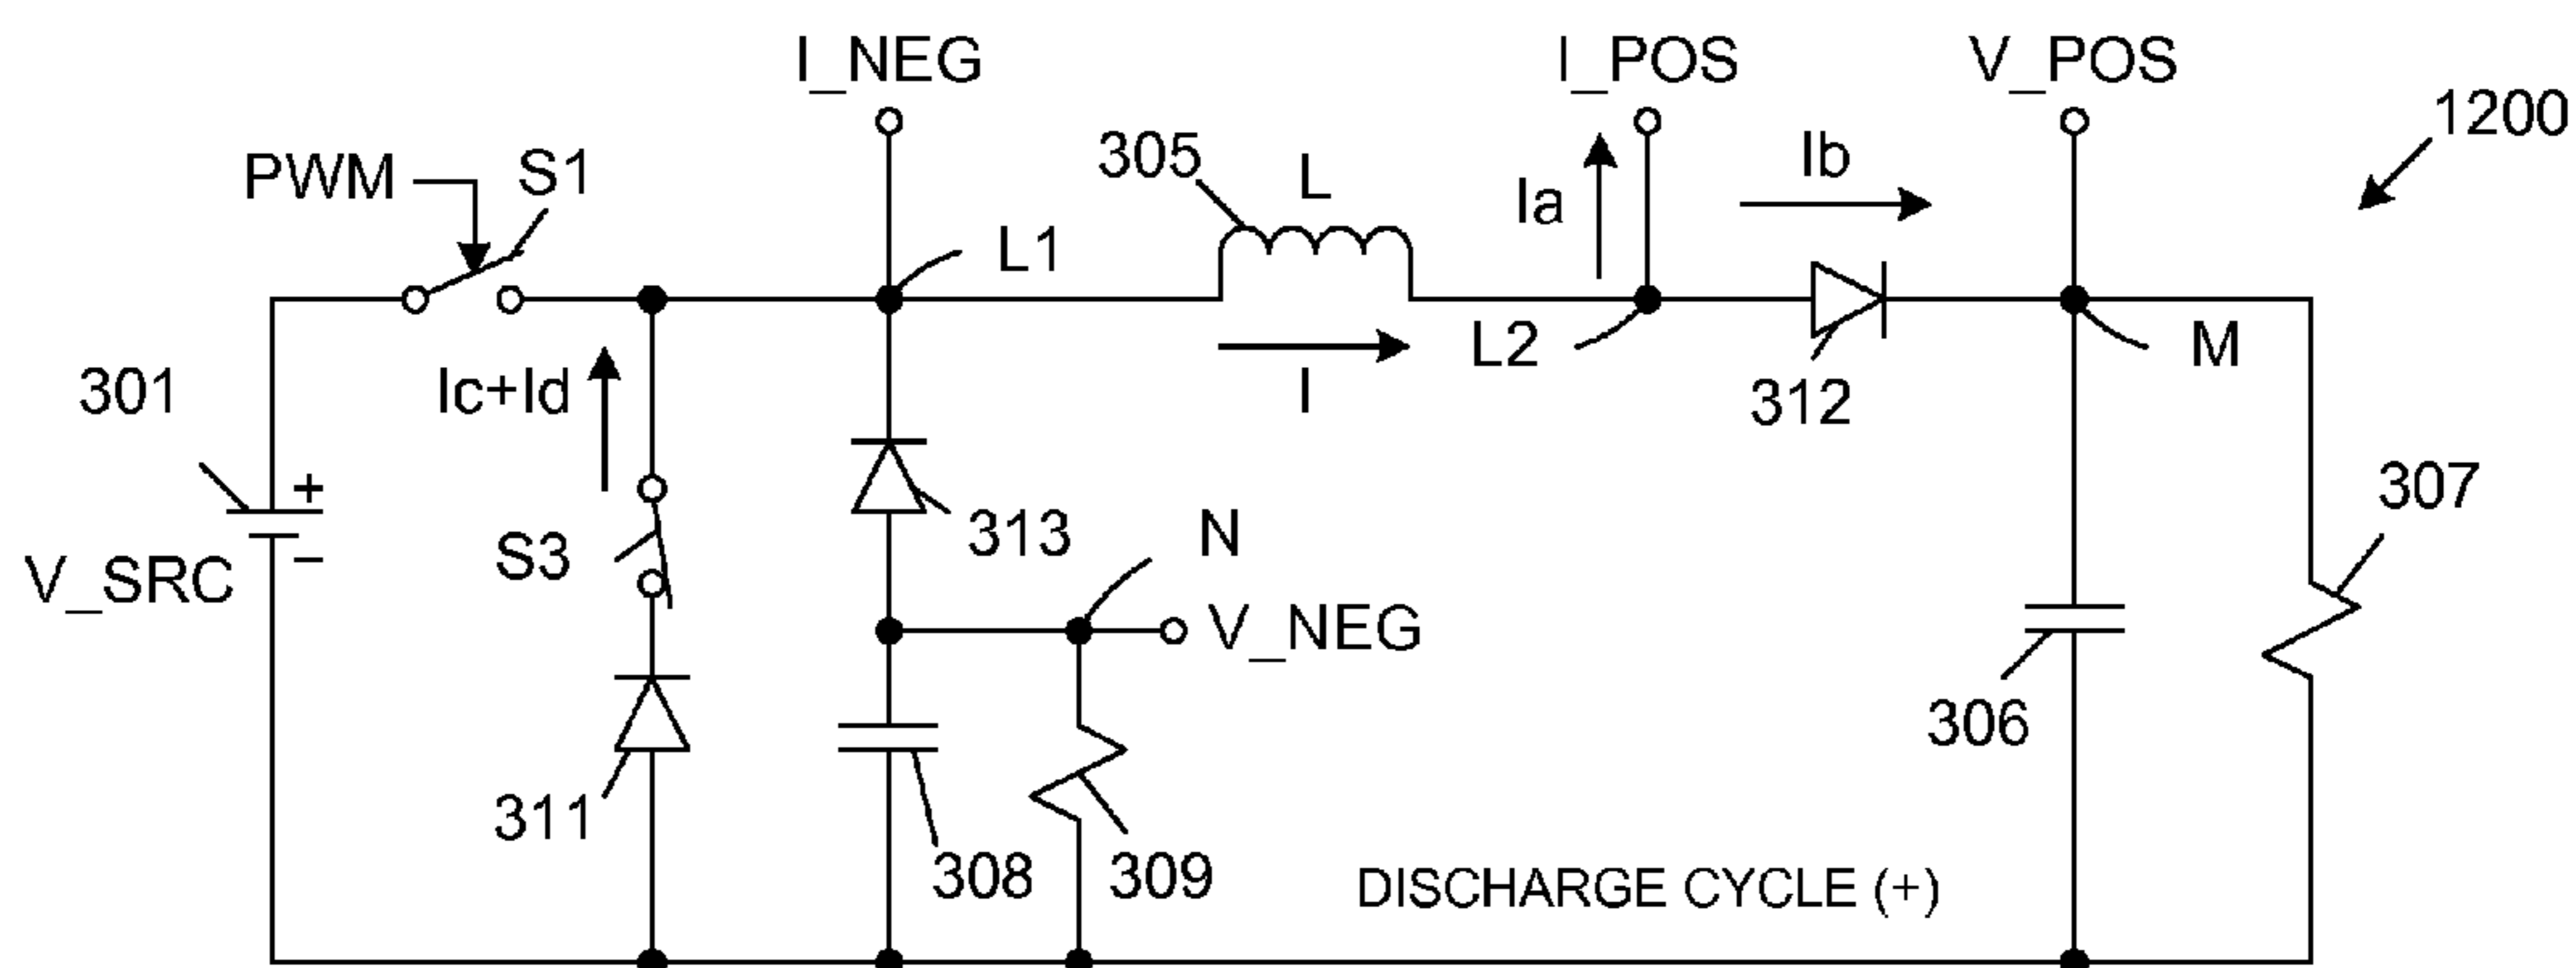 I_NEG
I_POS
V_POS
1200
PWM
S1
305
L
Ia
Ib
L1
L2
I
312
M
301
Ic+Id
+
−
V_SRC
S3
313
N
V_NEG
307
311
308
309
306
DISCHARGE CYCLE (+)